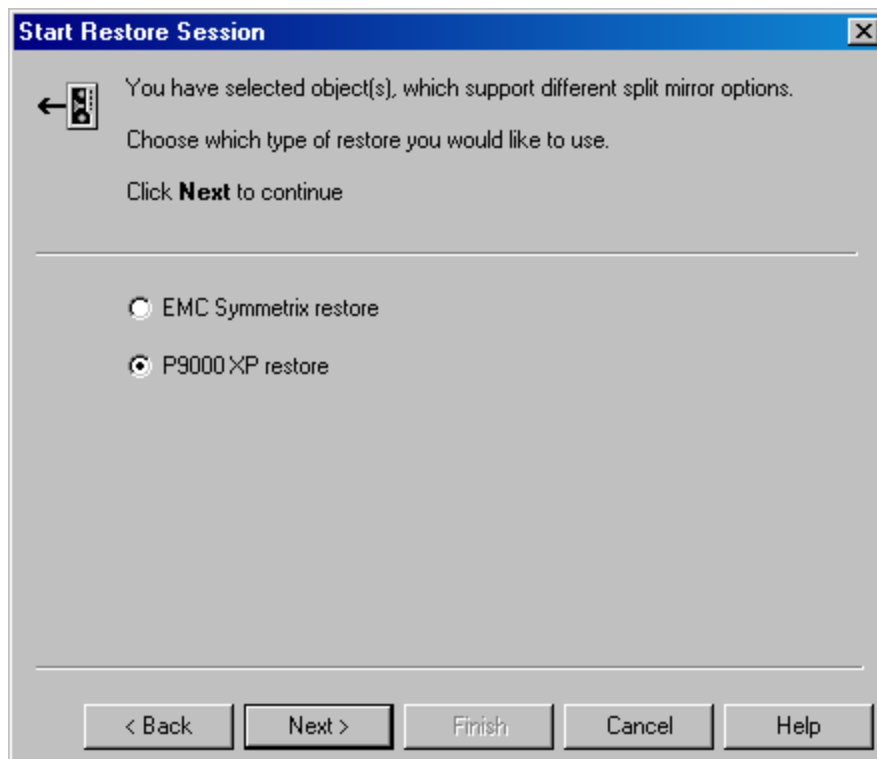 Start Restore Session
You have selected object(s), which support different split mirror options.
Choose which type of restore you would like to use.
Click Next to continue
EMC Symmetrix restore
P9000 XP restore
< Back
Next >
Finish
Cancel
Help